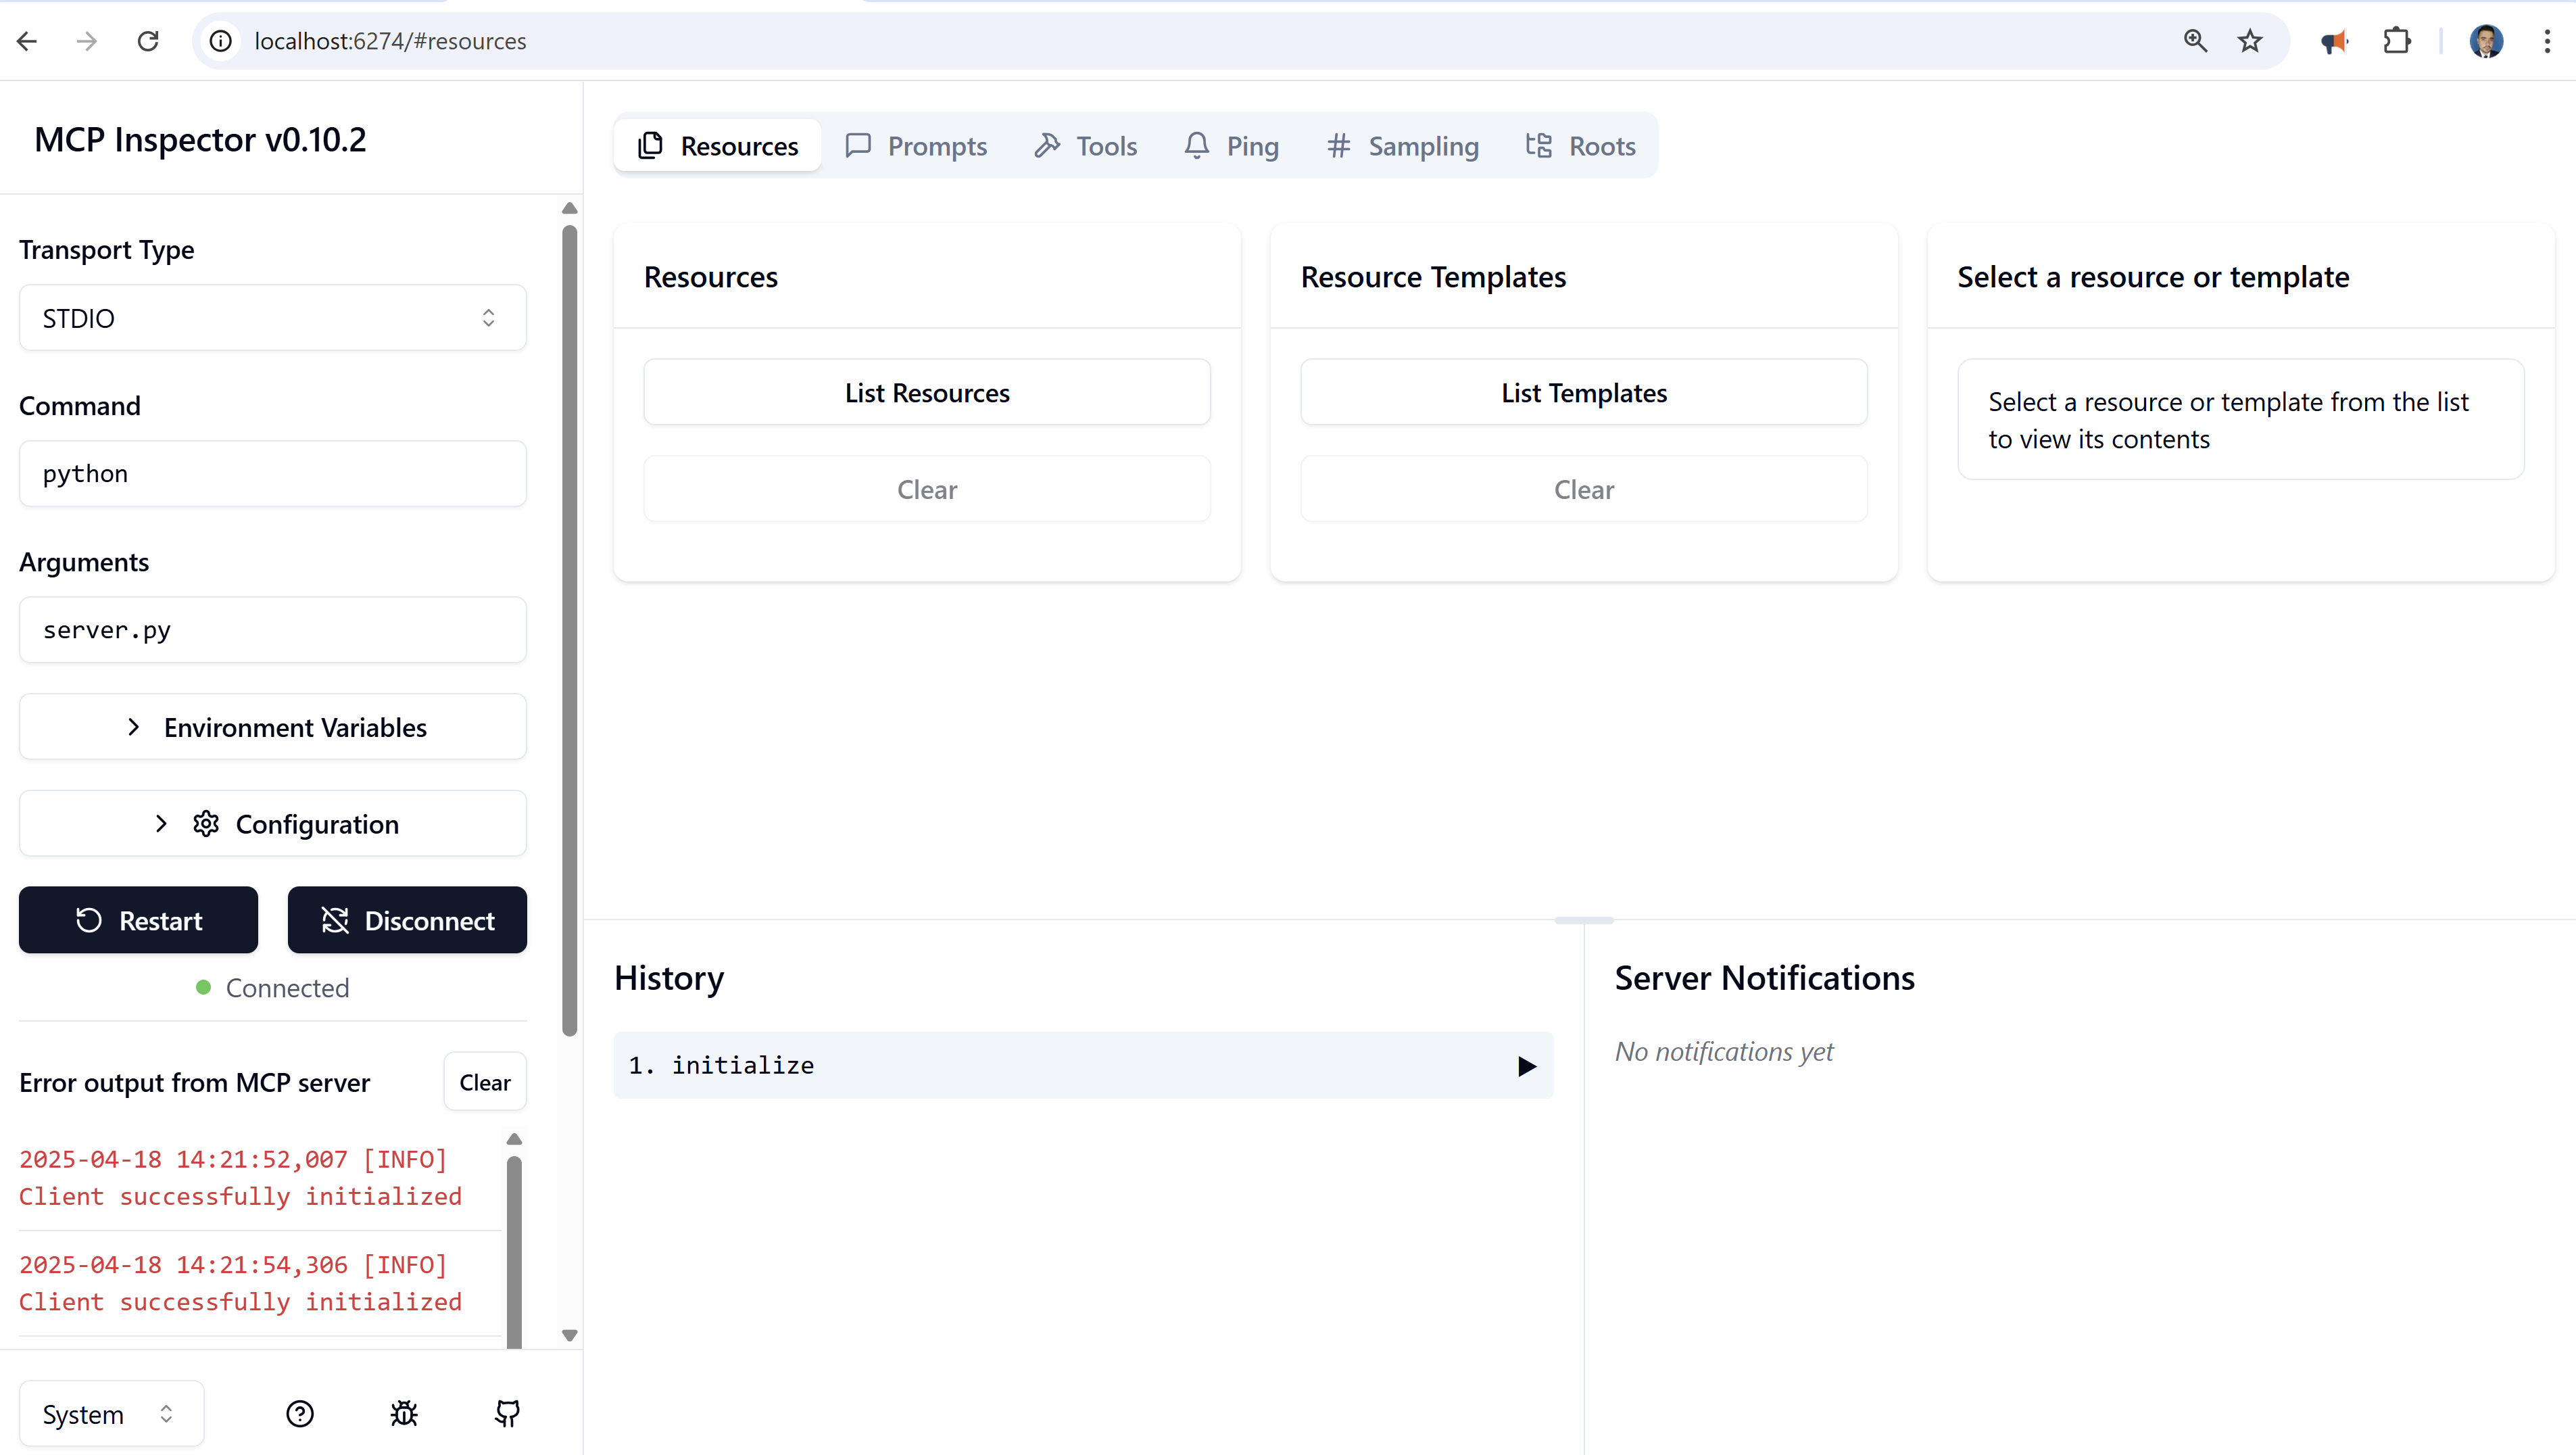 localhost:6274/#resources
MCP Inspector v0.10.2
Transport Type
STDIO
Command
python
Arguments
server.py
Environment Variables
Configuration
Restart
Disconnect
Connected
Error output from MCP server
Clear
2025-04-18 14:21:52,007 [INFO]
Client successfully initialized
2025-04-18 14:21:54,306 [INFO]
Client successfully initialized
System
Resources
Prompts
Tools
Ping
Sampling
Roots
Resources
List Resources
Clear
Resource Templates
List Templates
Clear
Select a resource or template
Select a resource or template from the list
to view its contents
History
1. initialize
Server Notifications
No notifications yet